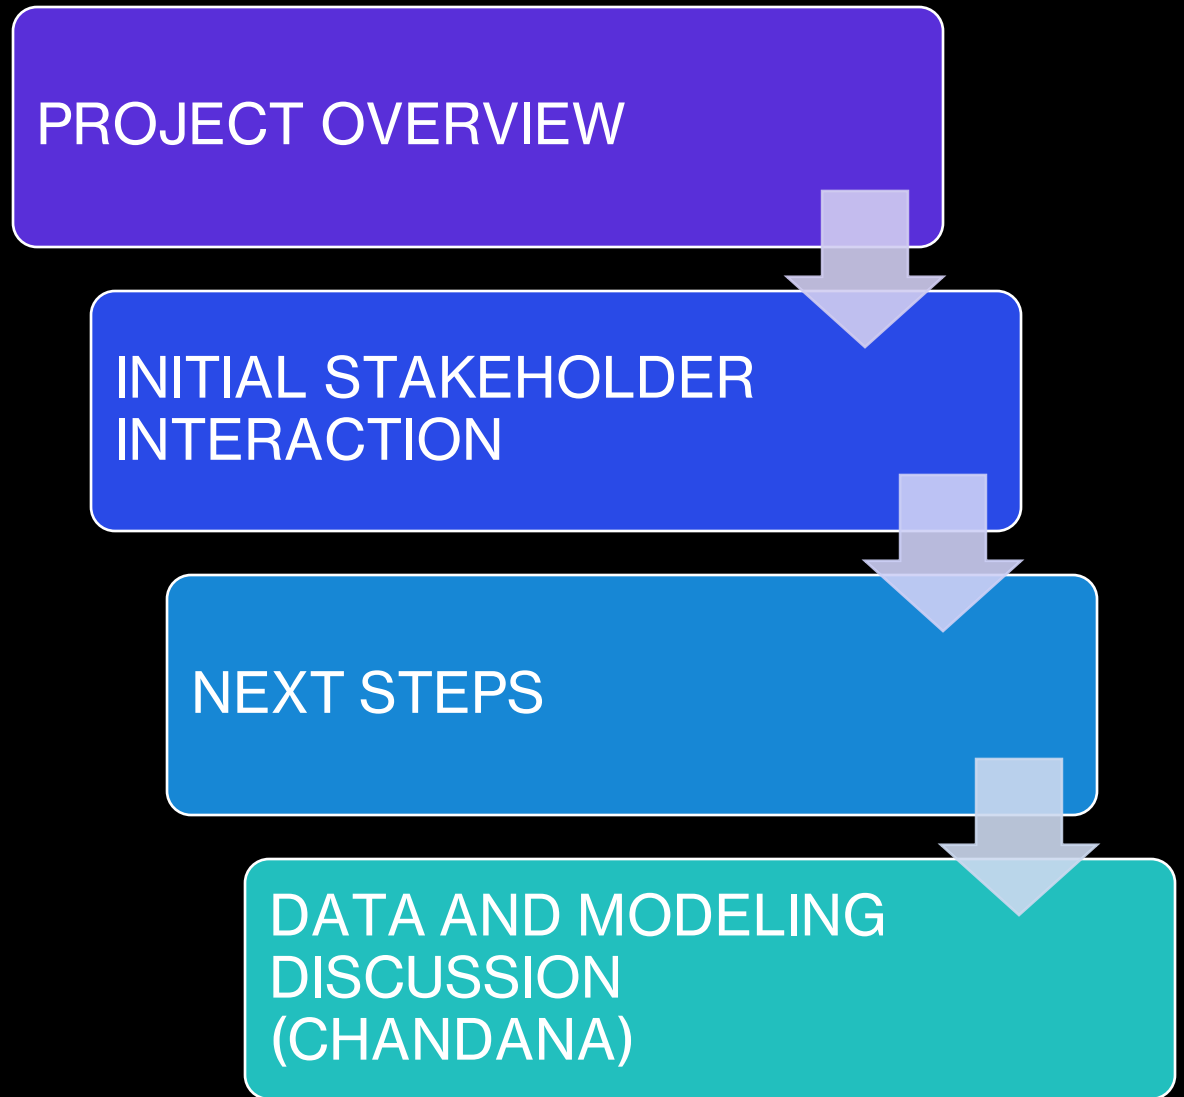 PROJECT OVERVIEW
INITIAL STAKEHOLDER
INTERACTION
NEXT STEPS
DATA AND MODELING
DISCUSSION
(CHANDANA)